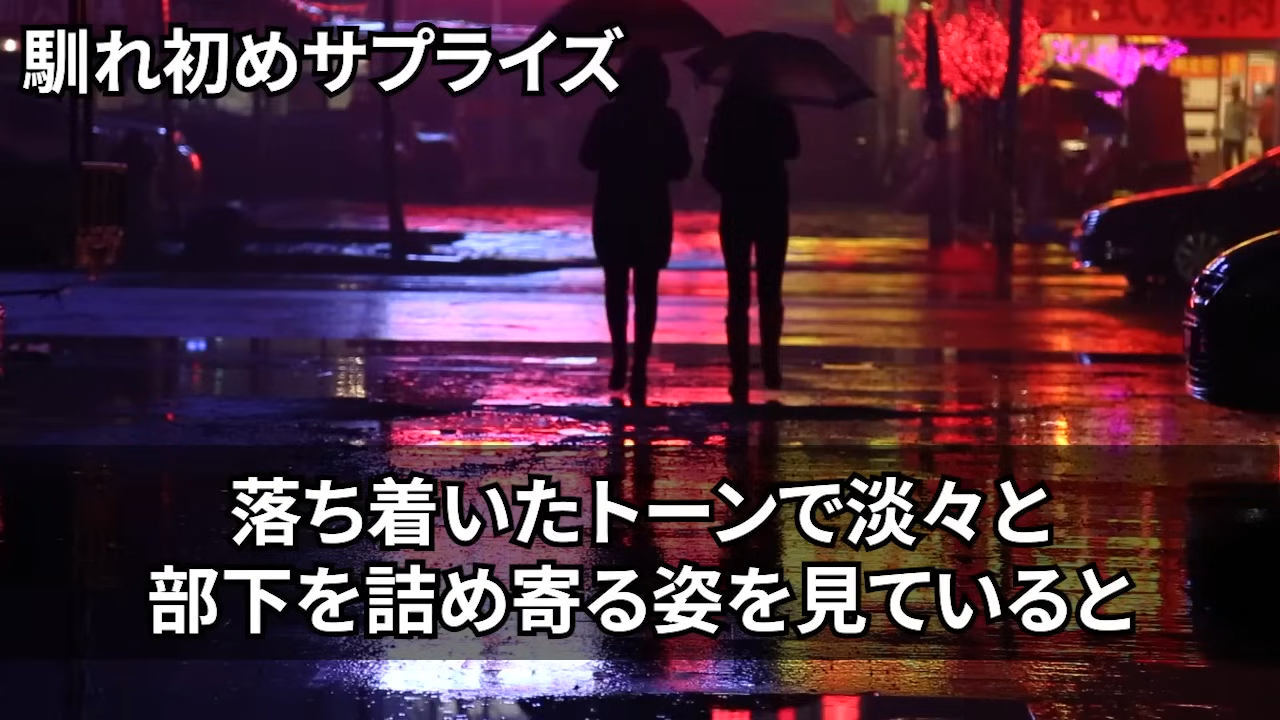 馴れ初めサプライズ
落ち着いたトーンで淡々と
部下を詰め寄る姿を見ていると